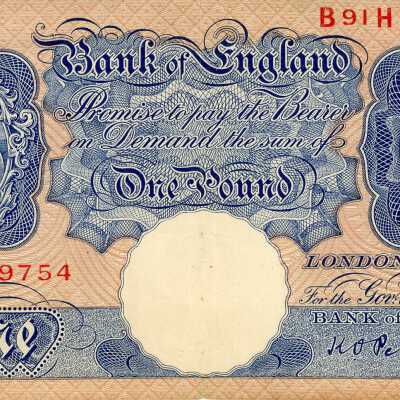 B91H
Bank of England
Promise to pay the Bearer
on Demand the sum of
One Pound
9754
LONDON
For the Gov
BANK of
K O Pe